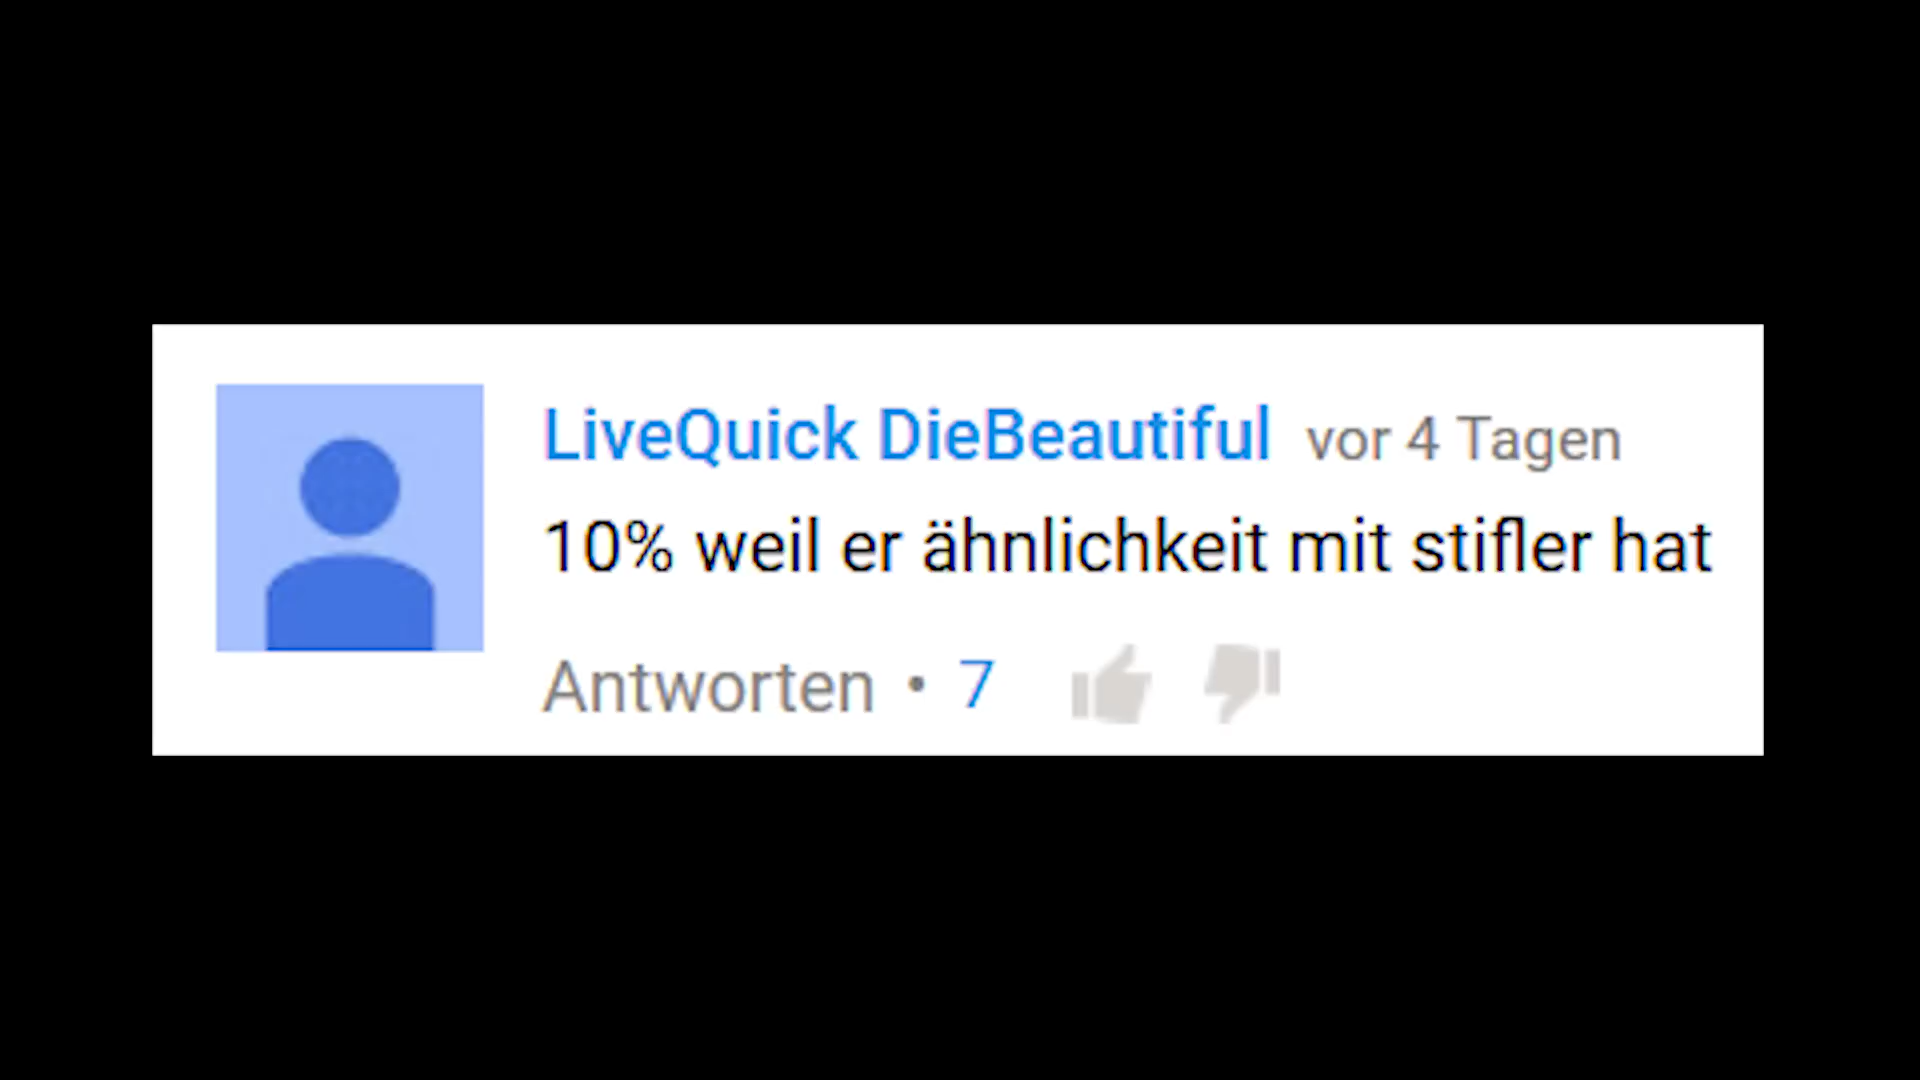 LiveQuick DieBeautiful vor 4 Tagen
10% weil er ähnlichkeit mit stifler hat
Antworten • 7